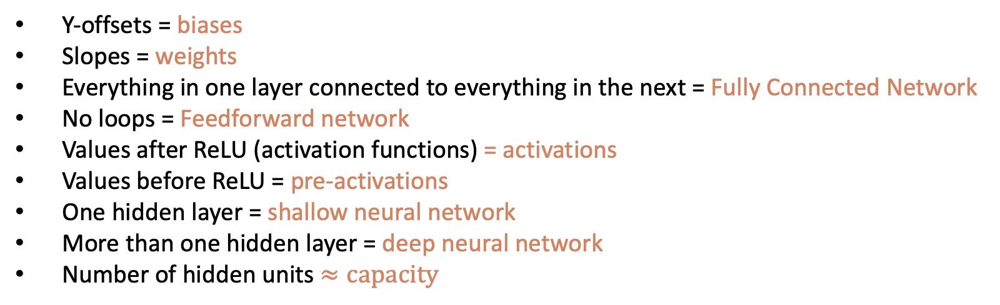 • Y-offsets = biases
• Slopes = weights
• Everything in one layer connected to everything in the next = Fully Connected Network
• No loops = Feedforward network
• Values after ReLU (activation functions) = activations
• Values before ReLU = pre-activations
• One hidden layer = shallow neural network
• More than one hidden layer = deep neural network
• Number of hidden units ≈ capacity